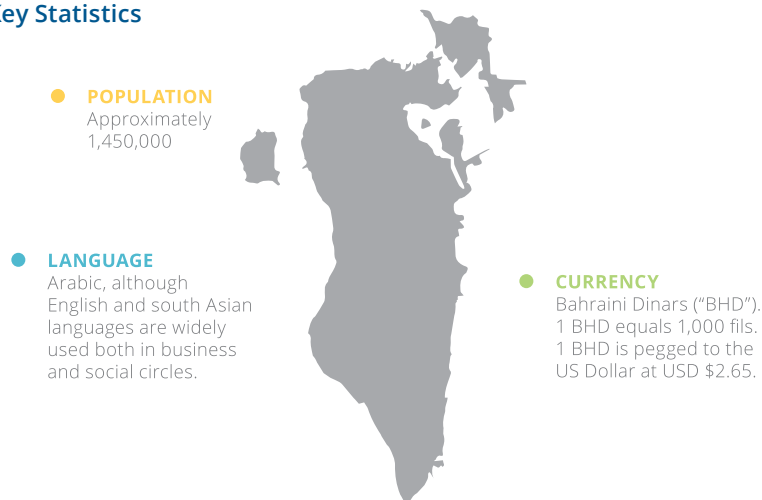 Key Statistics
POPULATION
Approximately
1,450,000
LANGUAGE
Arabic, although
English and south Asian
languages are widely
used both in business
and social circles.
CURRENCY
Bahraini Dinars (“BHD”).
1 BHD equals 1,000 fils.
1 BHD is pegged to the
US Dollar at USD $2.65.